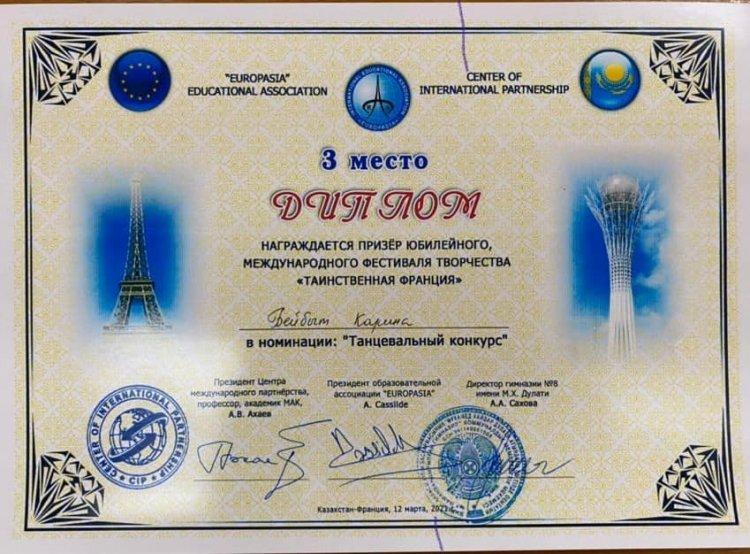 "EUROPASIA"
EDUCATIONAL ASSOCIATION
CENTER OF
INTERNATIONAL PARTNERSHIP
3 место
ДИПЛОМ
НАГРАЖДАЕТСЯ ПРИЗЁР ЮБИЛЕЙНОГО,
МЕЖДУНАРОДНОГО ФЕСТИВАЛЯ ТВОРЧЕСТВА
«ТАИНСТВЕННАЯ ФРАНЦИЯ»
Бейбыт Карина
в номинации: "Танцевальный конкурс"
Президент Центра
международного партнёрства,
профессор, академик МАК,
А.В. Ахаев
Президент образовательной
ассоциации "EUROPASIA"
A. Casslide
Директор гимназии №8
имени М.Х. Дулати
А.А. Сахова
CENTER OF INTERNATIONAL PARTNERSHIP
CIP
Казахстан-Франция, 12 марта,